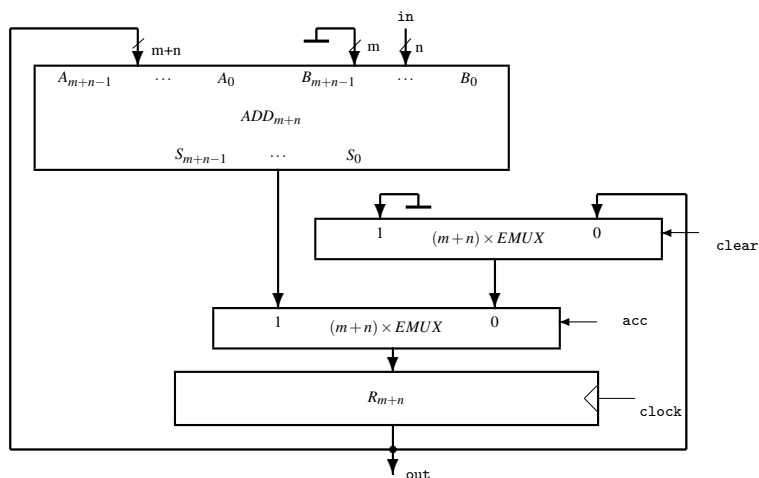 in
m+n
m
n
A_{m+n−1} ⋯ A_0 B_{m+n−1} ⋯ B_0
ADD_{m+n}
S_{m+n−1} ⋯ S_0
1 (m+n)×EMUX 0
clear
1 (m+n)×EMUX 0
acc
R_{m+n}
clock
out